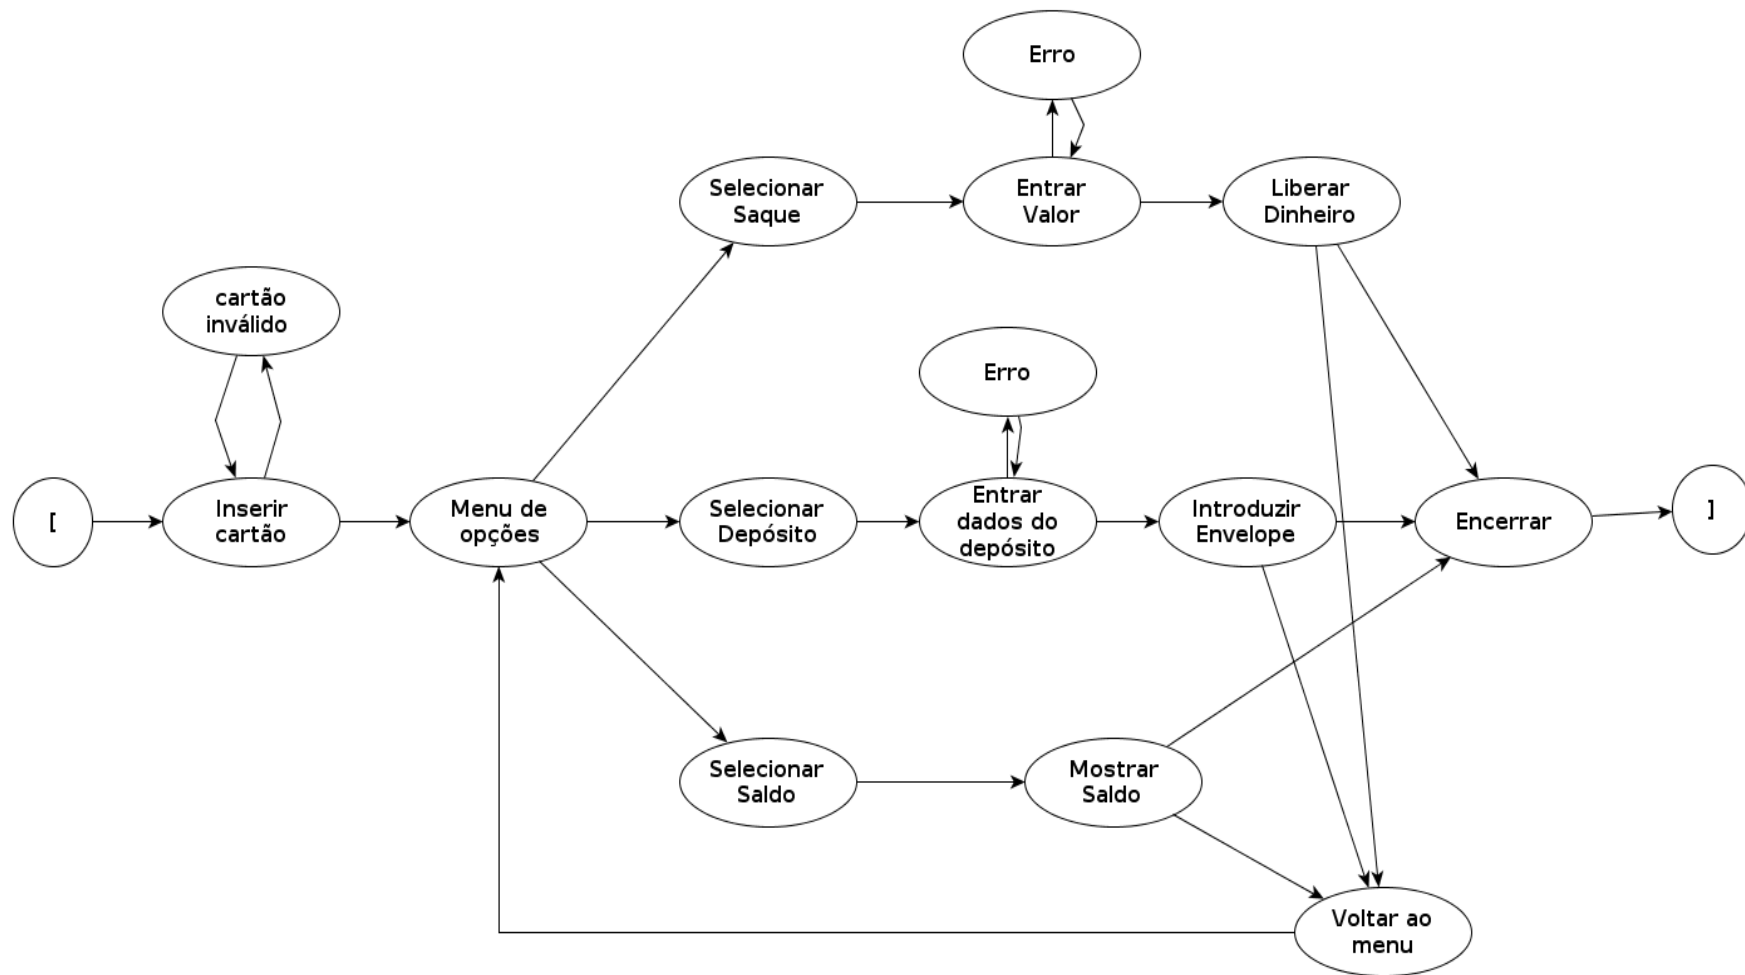 Erro
Selecionar
Saque
Entrar
Valor
Liberar
Dinheiro
cartão
inválido
Erro
[
Inserir
cartão
Menu de
opções
Selecionar
Depósito
Entrar
dados do
depósito
Introduzir
Envelope
Encerrar
]
Selecionar
Saldo
Mostrar
Saldo
Voltar ao
menu